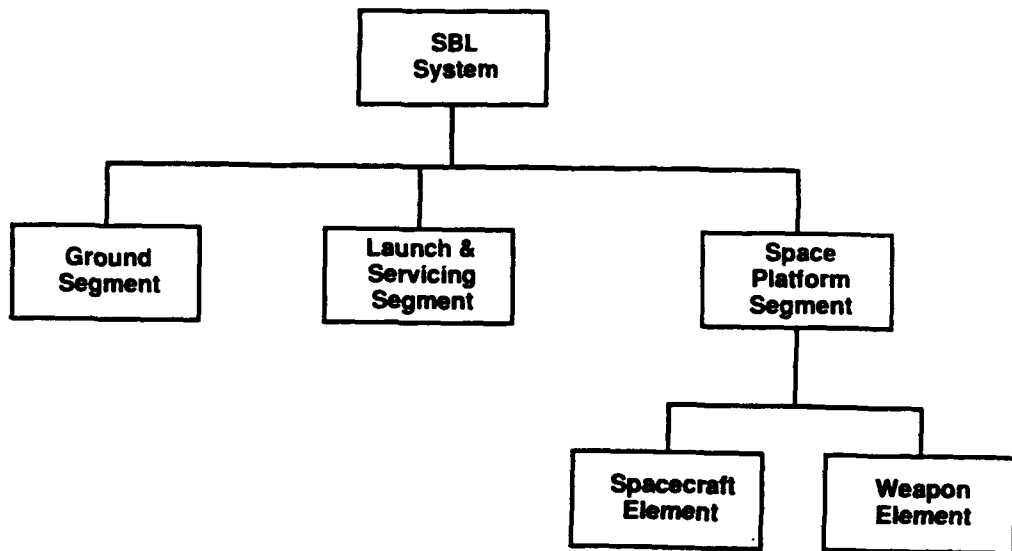 SBL
System
Ground
Segment
Launch &
Servicing
Segment
Space
Platform
Segment
Spacecraft
Element
Weapon
Element